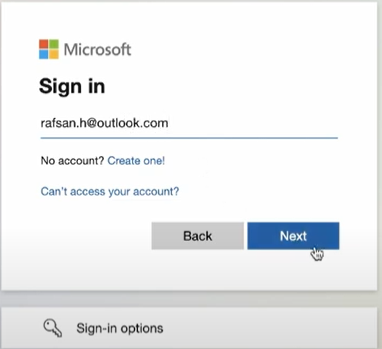 Microsoft
Sign in
rafsan.h@outlook.com
No account? Create one!
Can't access your account?
Back
Next
Sign-in options